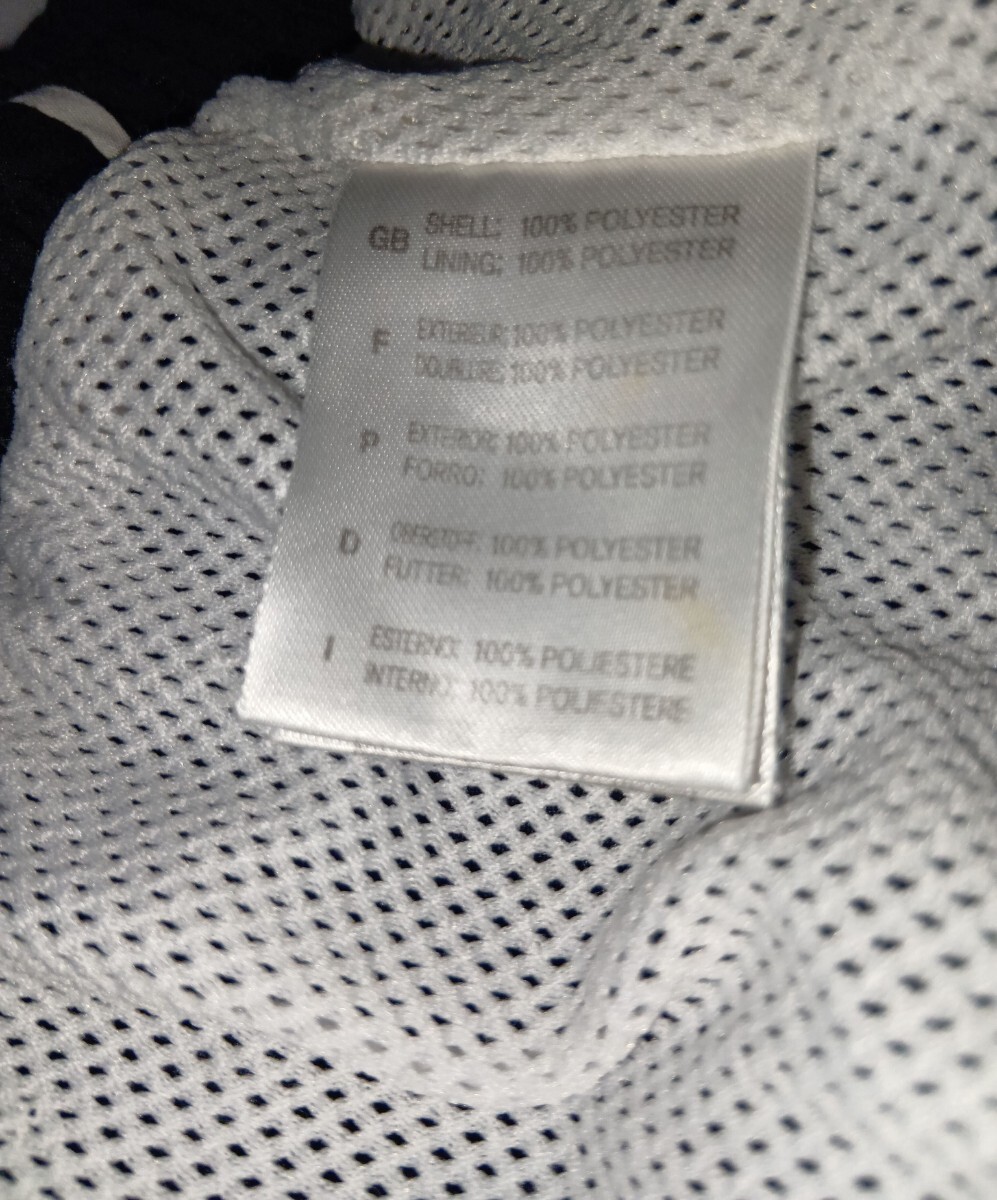 GB SHELL: 100% POLYESTER
LINING: 100% POLYESTER
F EXTERIEUR: 100% POLYESTER
DOUBLURE: 100% POLYESTER
P EXTERIOR: 100% POLYESTER
FORRO: 100% POLYESTER
D OBERSTOFF: 100% POLYESTER
FUTTER: 100% POLYESTER
I ESTERNO: 100% POLIESTERE
INTERNO: 100% POLIESTERE